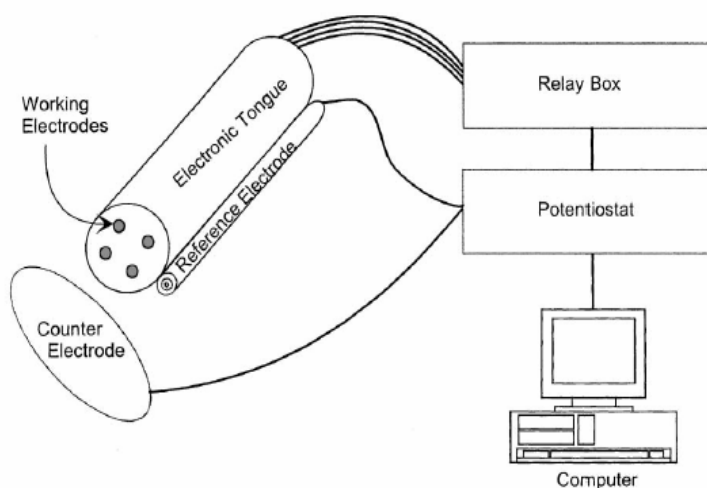 Working
Electrodes
Electronic Tongue
Reference Electrode
Counter
Electrode
Relay Box
Potentiostat
Computer